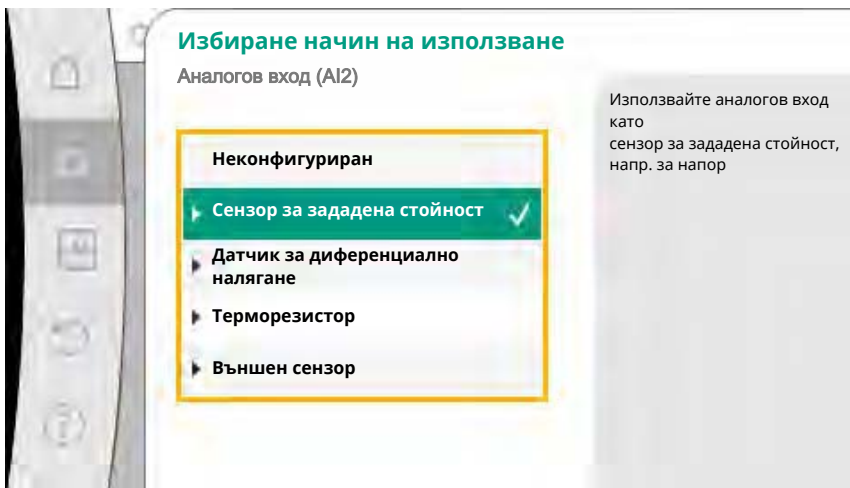 Избиране начин на използване
Аналогов вход (AI2)
Неконфигуриран
Сензор за зададена стойност
Датчик за диференциално
налягане
Терморезистор
Външен сензор
Използвайте аналогов вход
като
сензор за зададена стойност,
напр. за напор